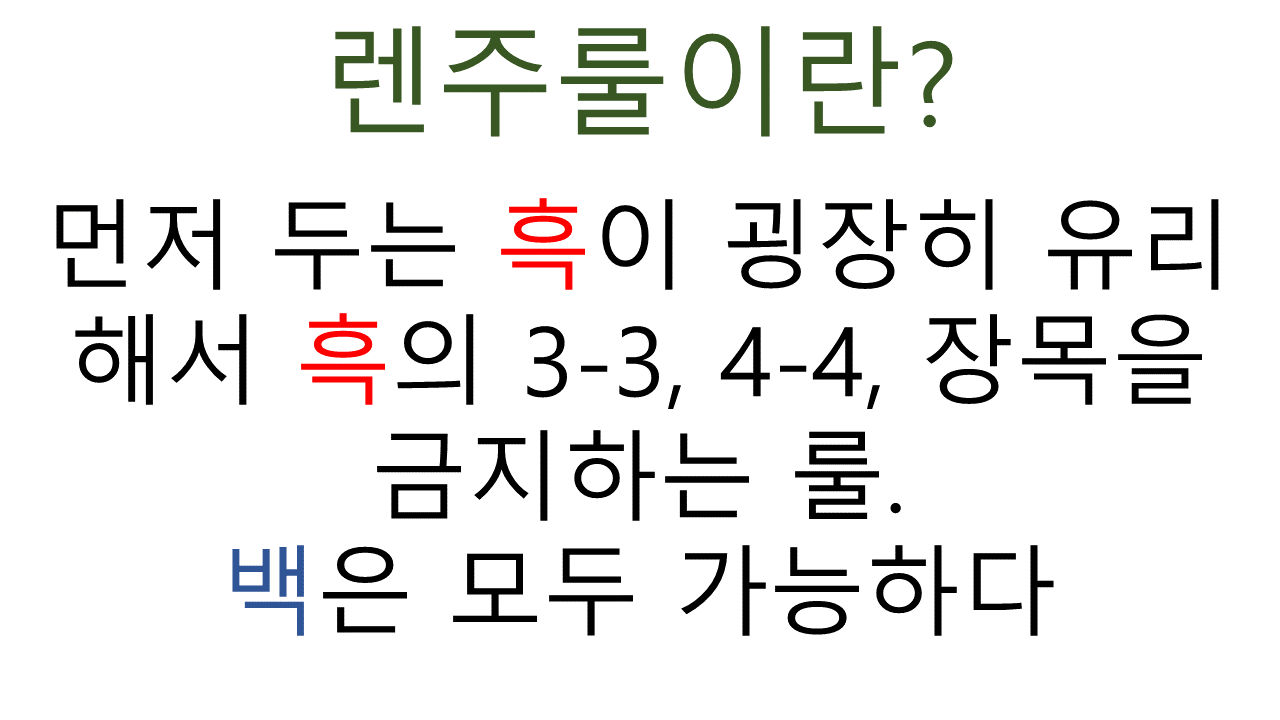 렌주룰이란?
먼저 두는 흑이 굉장히 유리
해서 흑의 3-3, 4-4, 장목을
금지하는 룰.
백은 모두 가능하다